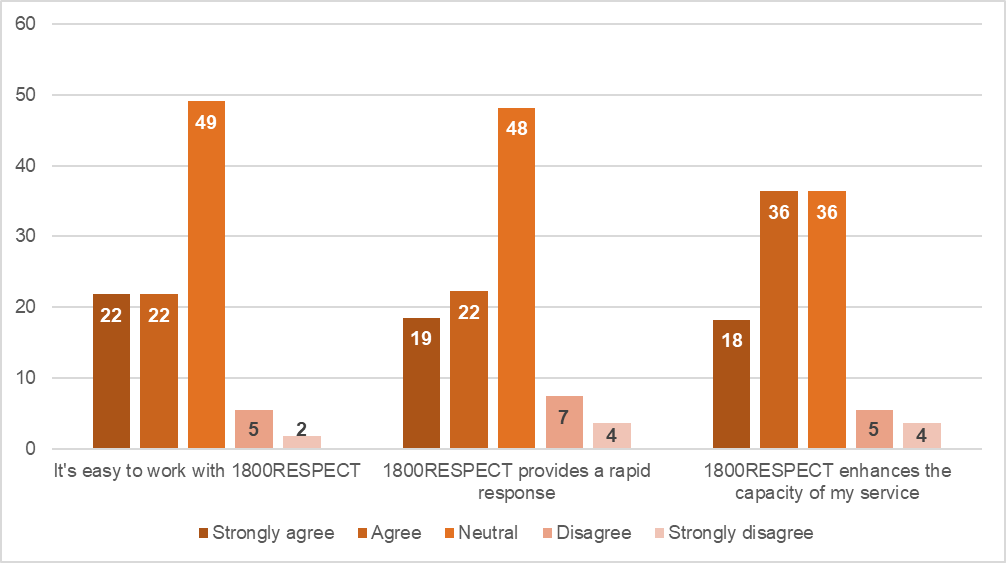 60
50
40
30
20
10
0
22
22
49
5
2
19
22
48
7
4
18
36
36
5
4
It's easy to work with 1800RESPECT
1800RESPECT provides a rapid
response
1800RESPECT enhances the
capacity of my service
Strongly agree
Agree
Neutral
Disagree
Strongly disagree